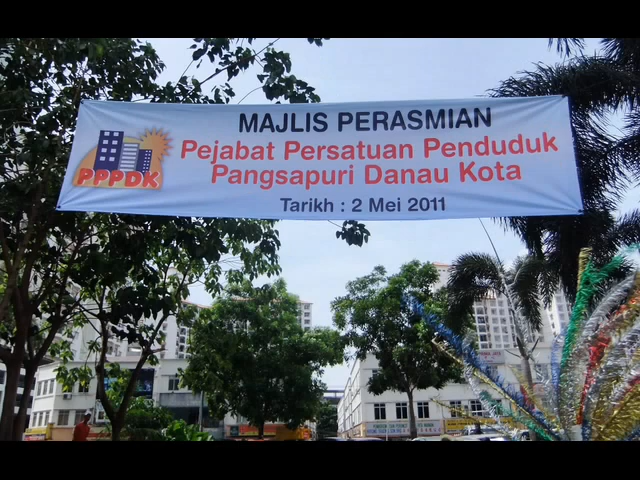 MAJLIS PERASMIAN
Pejabat Persatuan Penduduk
Pangsapuri Danau Kota
Tarikh : 2 Mei 2011
PPPDK